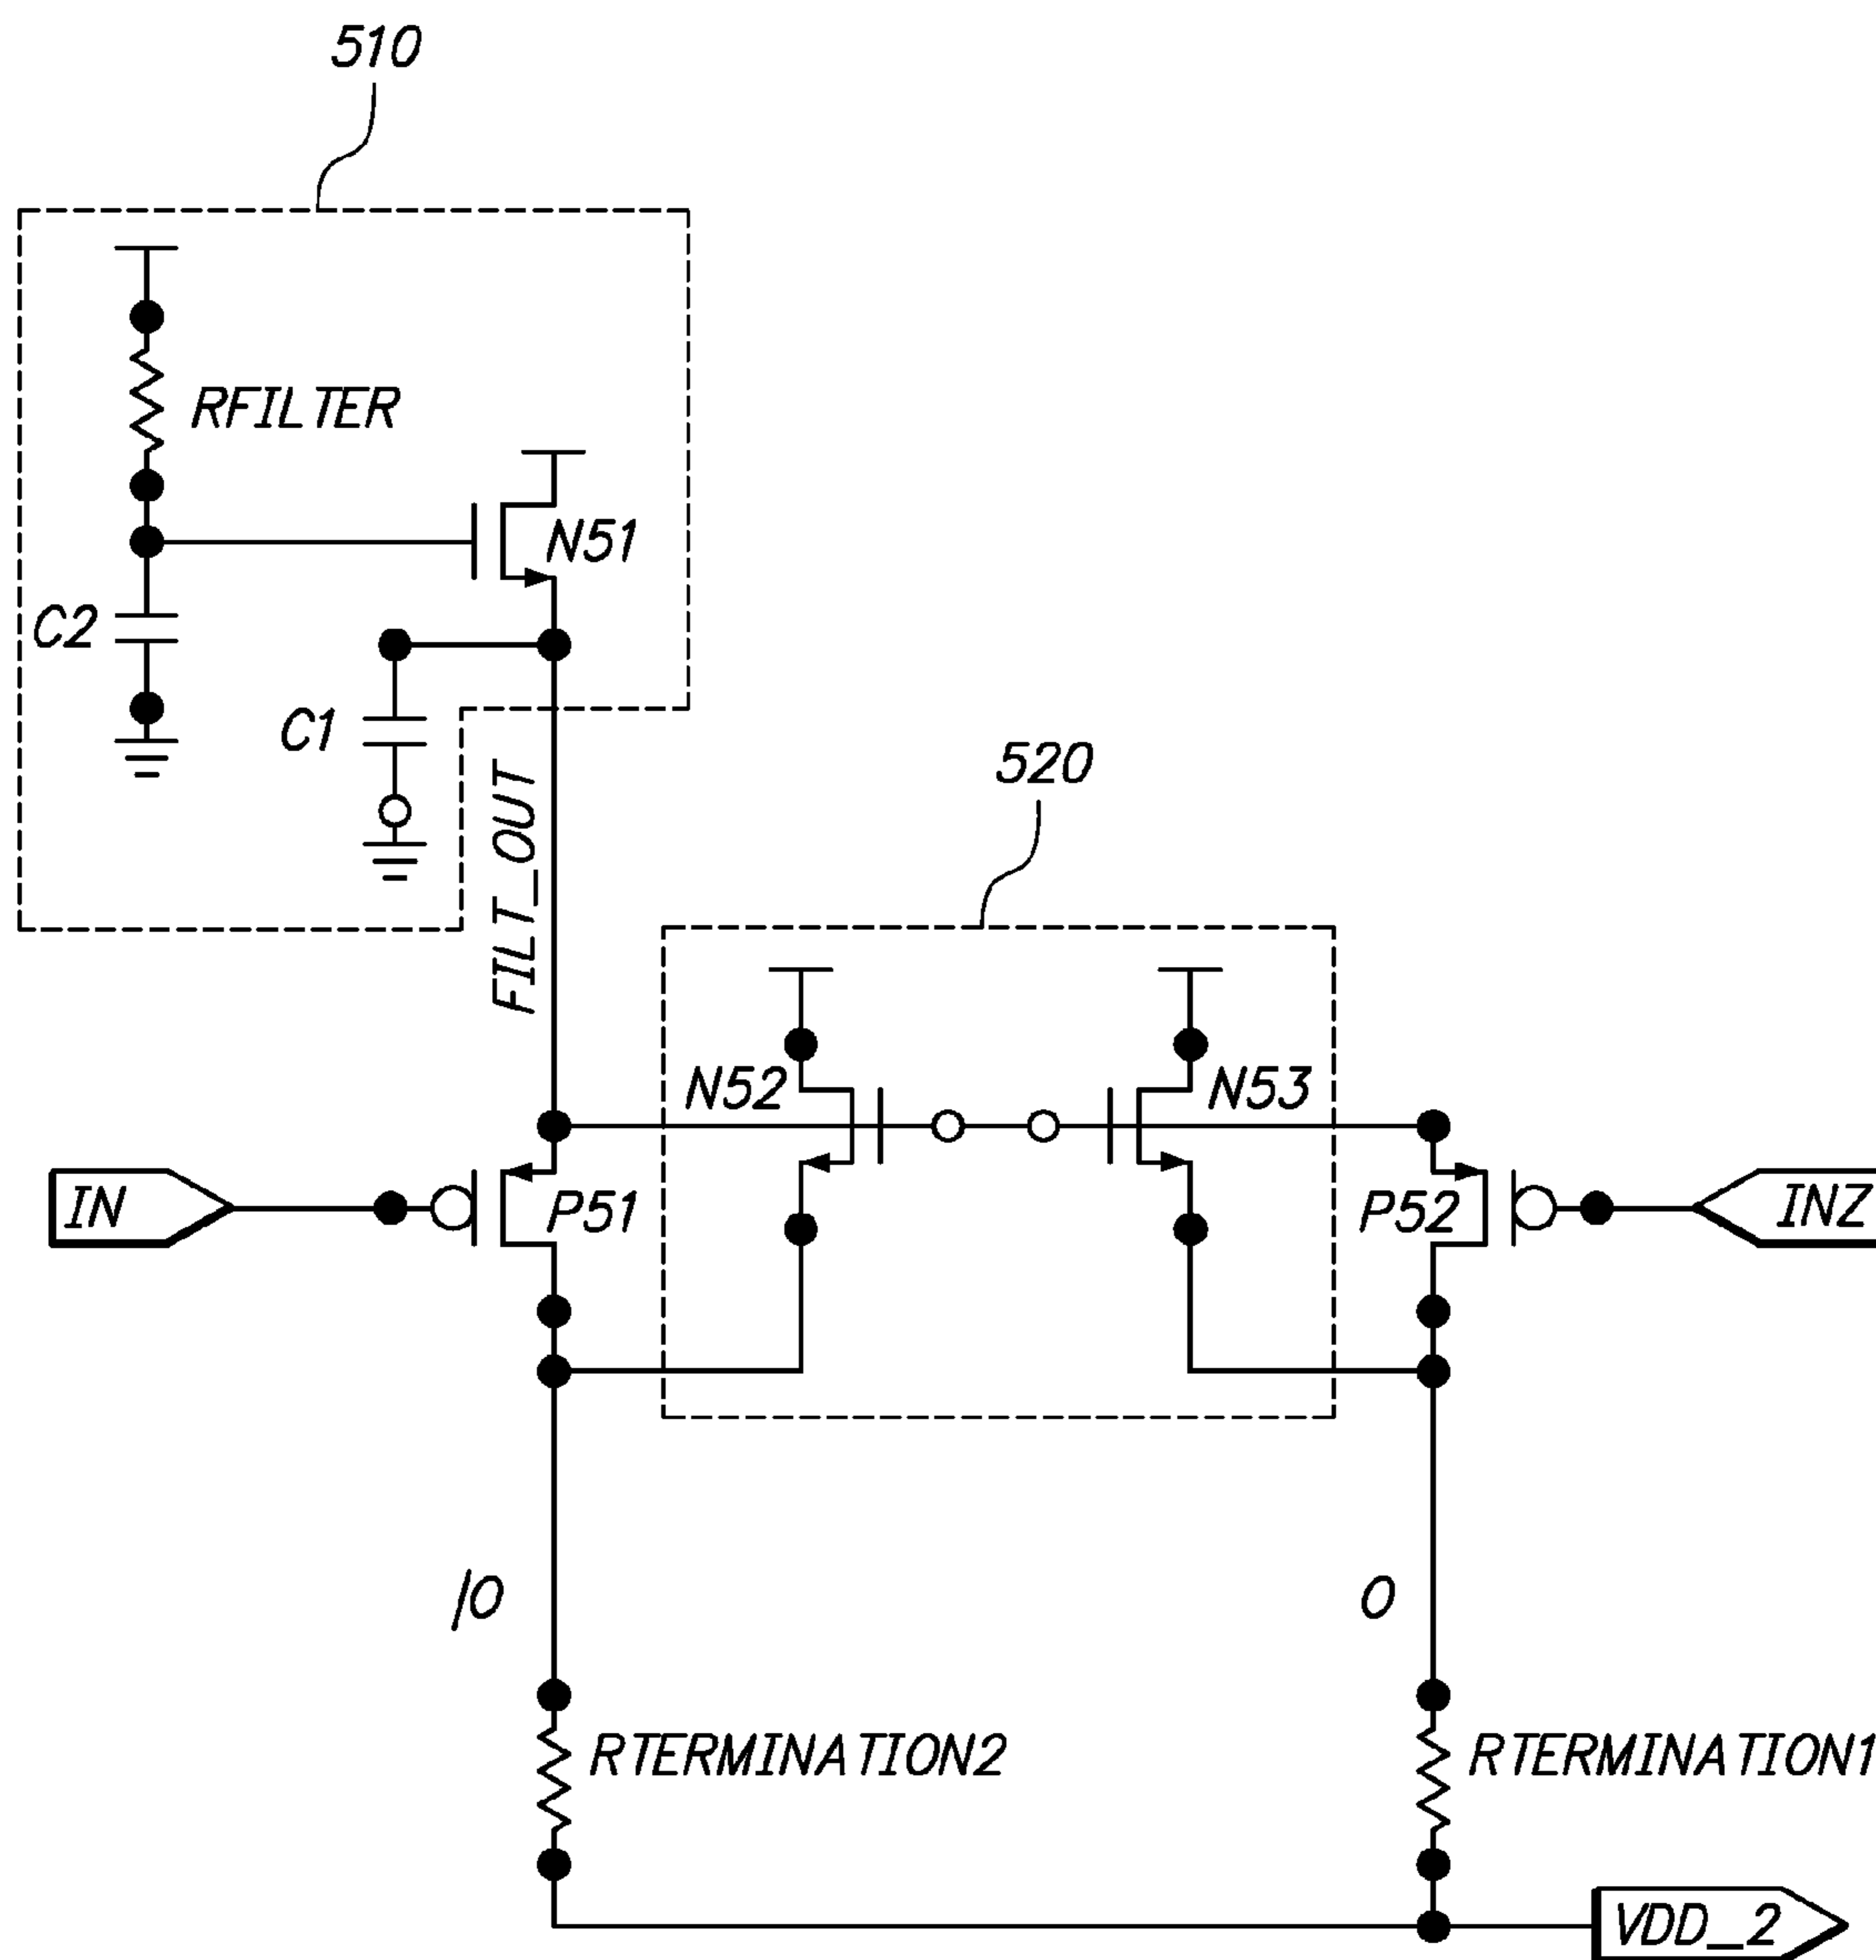 510
RFILTER
N51
C2
C1
FILT_OUT
520
N52
N53
IN
P51
P52
INZ
/O
O
RTERMINATION2
RTERMINATION1
VDD_2